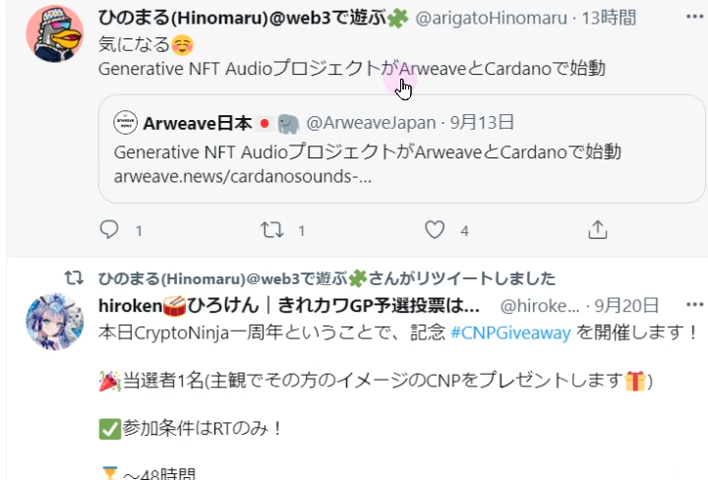 ひのまる(Hinomaru)@web3で遊ぶ🧩 @arigatoHinomaru · 13時間
気になる☺️
Generative NFT AudioプロジェクトがArweaveとCardanoで始動
Arweave日本🇯🇵🐘 @ArweaveJapan · 9月13日
Generative NFT AudioプロジェクトがArweaveとCardanoで始動
arweave.news/cardanosounds-...
1 1 4
ひのまる(Hinomaru)@web3で遊ぶ🧩さんがリツイートしました
hiroken🥁ひろけん｜きれカワGP予選投票は... @hiroke... · 9月20日
本日CryptoNinja一周年ということで、記念 #CNPGiveaway を開催します！
🎉当選者1名(主観でその方のイメージのCNPをプレゼントします🎁)
✅参加条件はRTのみ！
⏳～48時間